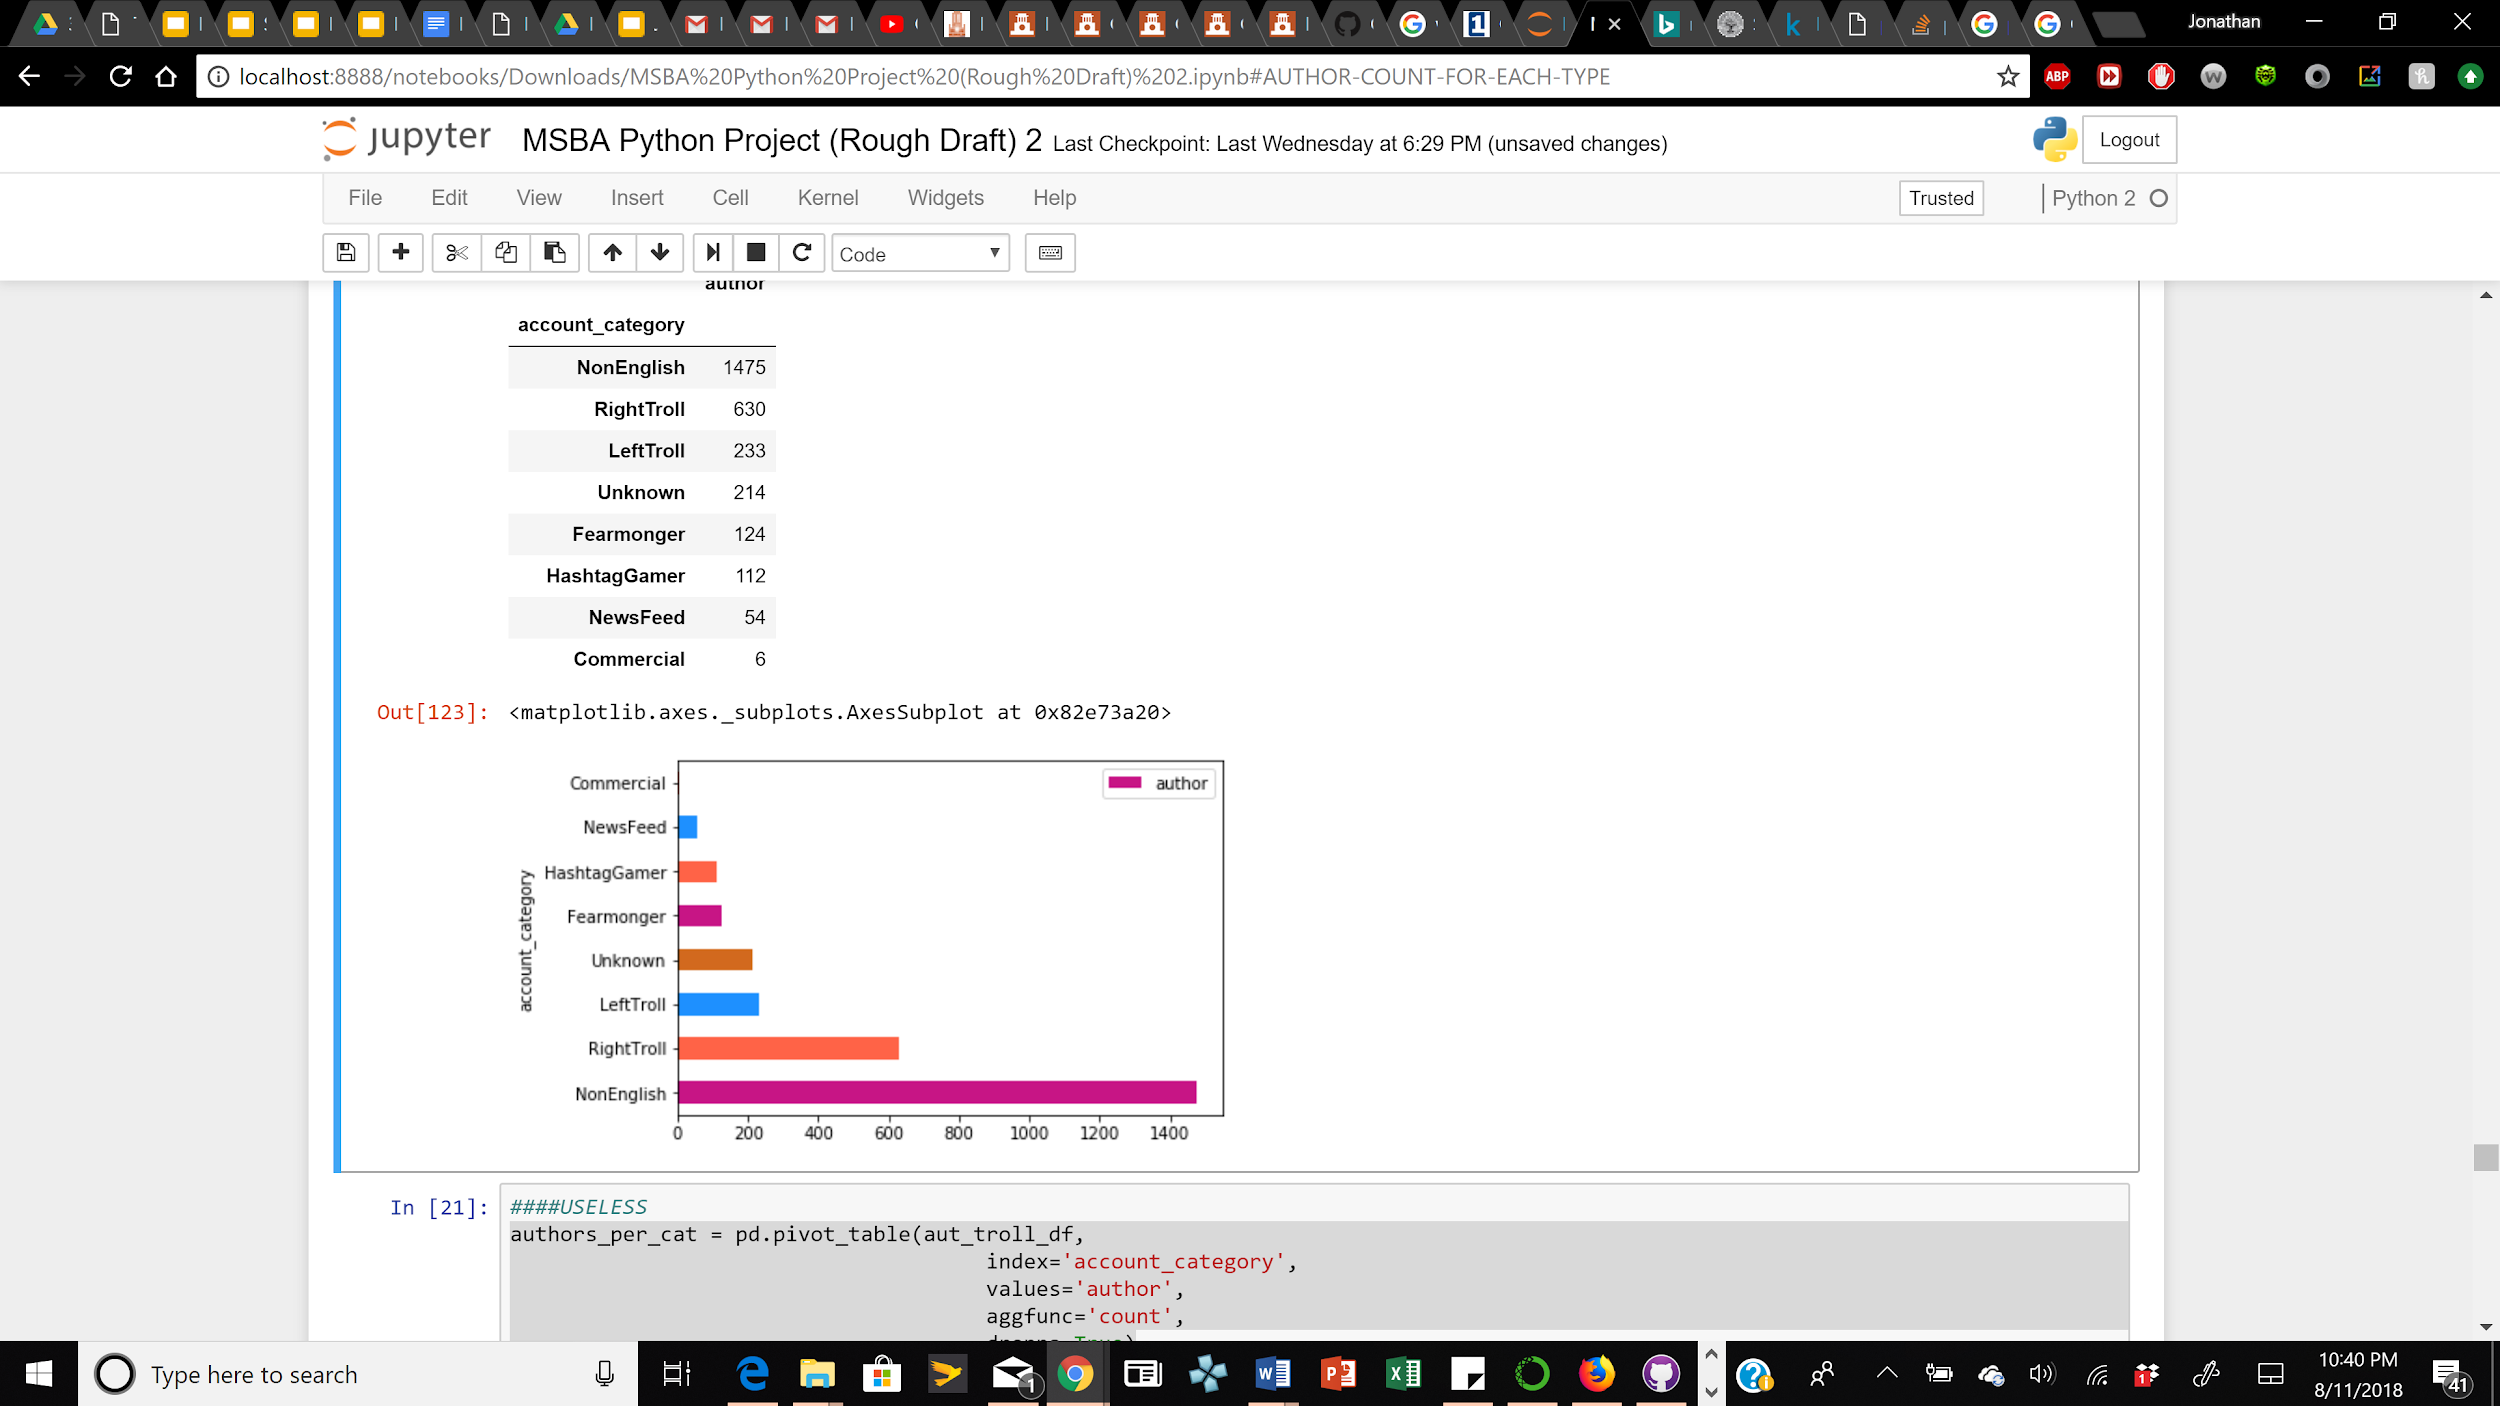 Jonathan
localhost:8888/notebooks/Downloads/MSBA%20Python%20Project%20(Rough%20Draft)%202.ipynb#AUTHOR-COUNT-FOR-EACH-TYPE
ABP
jupyter MSBA Python Project (Rough Draft) 2 Last Checkpoint: Last Wednesday at 6:29 PM (unsaved changes) Logout
File Edit View Insert Cell Kernel Widgets Help Trusted Python 2
Code
author
account_category
NonEnglish 1475
RightTroll 630
LeftTroll 233
Unknown 214
Fearmonger 124
HashtagGamer 112
NewsFeed 54
Commercial 6
Out[123]: <matplotlib.axes._subplots.AxesSubplot at 0x82e73a20>
author
account_category
Commercial
NewsFeed
HashtagGamer
Fearmonger
Unknown
LeftTroll
RightTroll
NonEnglish
0 200 400 600 800 1000 1200 1400
In [21]: ####USELESS
authors_per_cat = pd.pivot_table(aut_troll_df,
index='account_category',
values='author',
aggfunc='count',
Type here to search
1
1
10:40 PM
8/11/2018
41